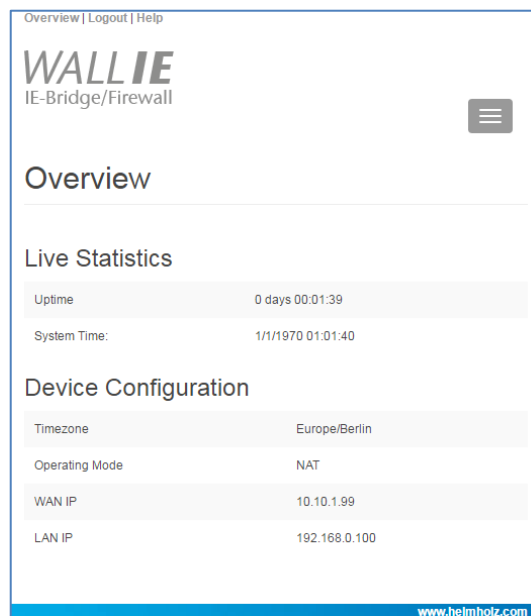 Overview | Logout | Help
WALL IE
IE-Bridge/Firewall
Overview
Live Statistics
Uptime 0 days 00:01:39
System Time: 1/1/1970 01:01:40
Device Configuration
Timezone Europe/Berlin
Operating Mode NAT
WAN IP 10.10.1.99
LAN IP 192.168.0.100
www.helmholz.com